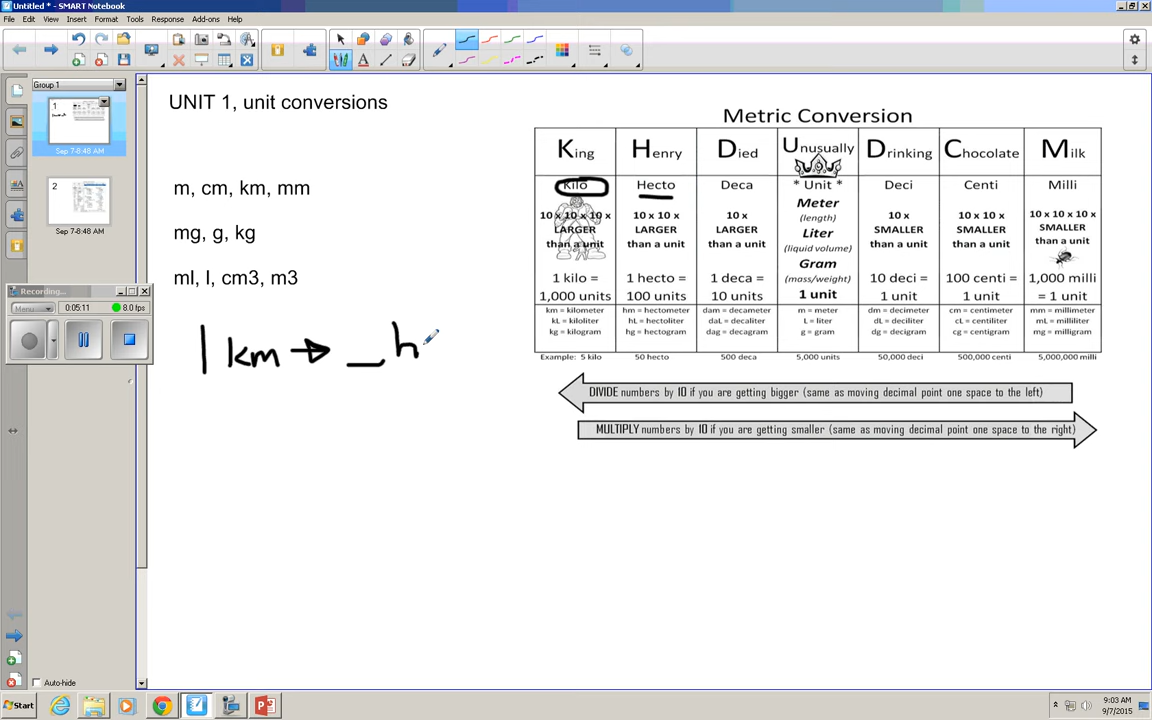 Untitled * - SMART Notebook
File Edit View Insert Format Tools Response Add-ons Help
Group 1
1
Sep 7-8:48 AM
2
Sep 7-8:48 AM
Recording...
Menu
0:05:11
8.0 fps
UNIT 1, unit conversions
m, cm, km, mm
mg, g, kg
ml, l, cm3, m3
1 km → _ h
Metric Conversion
King Henry Died Unusually Drinking Chocolate Milk
Kilo Hecto Deca * Unit * Deci Centi Milli
Meter
(length)
Liter
(liquid volume)
Gram
(mass/weight)
1 unit
10 x 10 x 10 x
LARGER
than a unit
10 x 10 x
LARGER
than a unit
10 x
LARGER
than a unit
10 x
SMALLER
than a unit
10 x 10 x
SMALLER
than a unit
10 x 10 x 10 x
SMALLER
than a unit
1 kilo =
1,000 units
1 hecto =
100 units
1 deca =
10 units
10 deci =
1 unit
100 centi =
1 unit
1,000 milli
= 1 unit
km = kilometer
kL = kiloliter
kg = kilogram
hm = hectometer
hL = hectoliter
hg = hectogram
dam = decameter
daL = decaliter
dag = decagram
m = meter
L = liter
g = gram
dm = decimeter
dL = deciliter
dg = decigram
cm = centimeter
cL = centiliter
cg = centigram
mm = millimeter
mL = milliliter
mg = milligram
Example: 5 kilo 50 hecto 500 deca 5,000 units 50,000 deci 500,000 centi 5,000,000 milli
DIVIDE numbers by 10 if you are getting bigger (same as moving decimal point one space to the left)
MULTIPLY numbers by 10 if you are getting smaller (same as moving decimal point one space to the right)
Auto-hide
Start
9:03 AM
9/7/2015